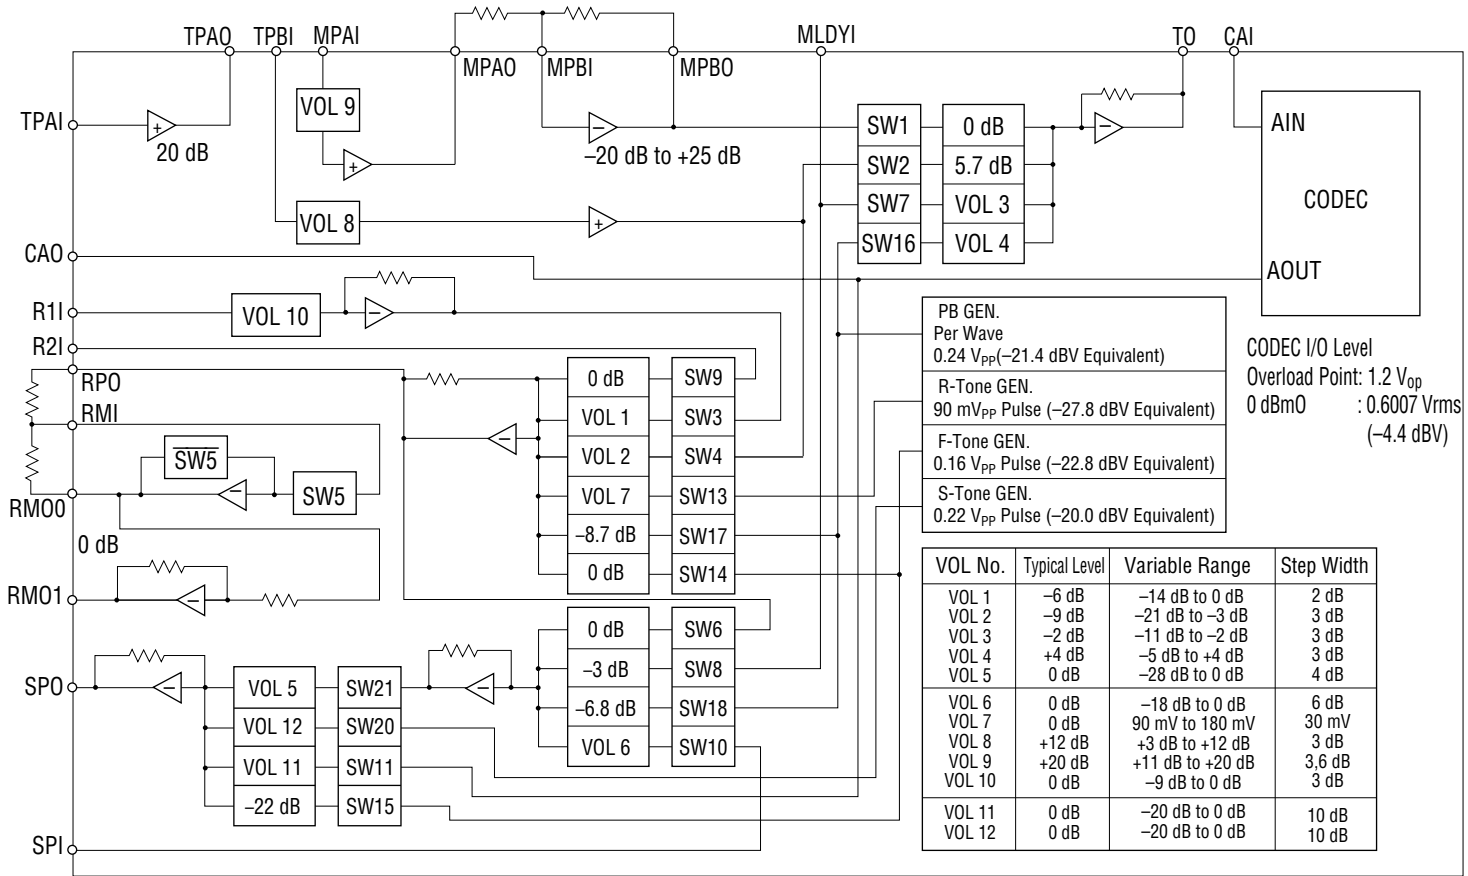 TPAO TPBI MPAI MLDYI TO CAI
MPAO MPBI MPBO
TPAI
+
20 dB
VOL 9
+
–
–20 dB to +25 dB
VOL 8
+
SW1 0 dB
SW2 5.7 dB
SW7 VOL 3
SW16 VOL 4
–
AIN
CODEC
AOUT
CAO
R1I
VOL 10
–
R2I
RPO
RMI
SW5
–
SW5
RMO0
0 dB
RMO1
–
–
0 dB SW9
VOL 1 SW3
VOL 2 SW4
VOL 7 SW13
–8.7 dB SW17
0 dB SW14
0 dB SW6
–3 dB SW8
–6.8 dB SW18
VOL 6 SW10
SPO
–
VOL 5 SW21
VOL 12 SW20
VOL 11 SW11
–22 dB SW15
–
SPI
PB GEN.
Per Wave
0.24 VPP(–21.4 dBV Equivalent)
R-Tone GEN.
90 mVPP Pulse (–27.8 dBV Equivalent)
F-Tone GEN.
0.16 VPP Pulse (–22.8 dBV Equivalent)
S-Tone GEN.
0.22 VPP Pulse (–20.0 dBV Equivalent)
CODEC I/O Level
Overload Point: 1.2 Vop
0 dBmO : 0.6007 Vrms
(–4.4 dBV)
VOL No. Typical Level Variable Range Step Width
VOL 1 –6 dB –14 dB to 0 dB 2 dB
VOL 2 –9 dB –21 dB to –3 dB 3 dB
VOL 3 –2 dB –11 dB to –2 dB 3 dB
VOL 4 +4 dB –5 dB to +4 dB 3 dB
VOL 5 0 dB –28 dB to 0 dB 4 dB
VOL 6 0 dB –18 dB to 0 dB 6 dB
VOL 7 0 dB 90 mV to 180 mV 30 mV
VOL 8 +12 dB +3 dB to +12 dB 3 dB
VOL 9 +20 dB +11 dB to +20 dB 3,6 dB
VOL 10 0 dB –9 dB to 0 dB 3 dB
VOL 11 0 dB –20 dB to 0 dB 10 dB
VOL 12 0 dB –20 dB to 0 dB 10 dB